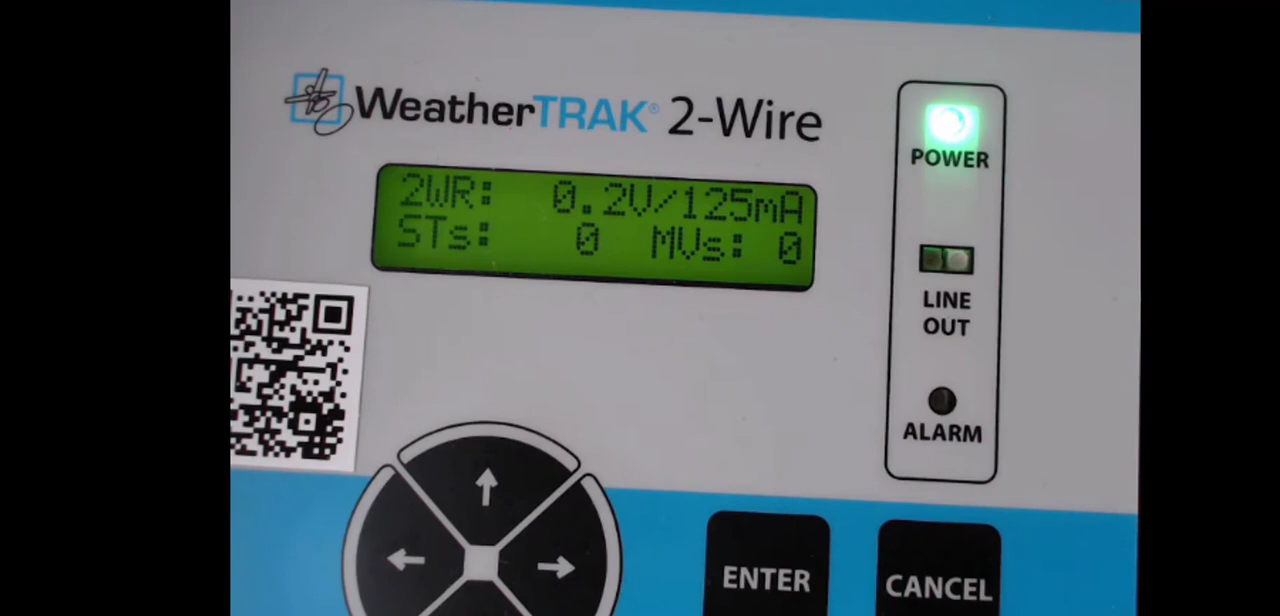 WeatherTRAK® 2-Wire
2WR: 0.2V/125mA
STs: 0 MVs: 0
POWER
LINE
OUT
ALARM
ENTER
CANCEL